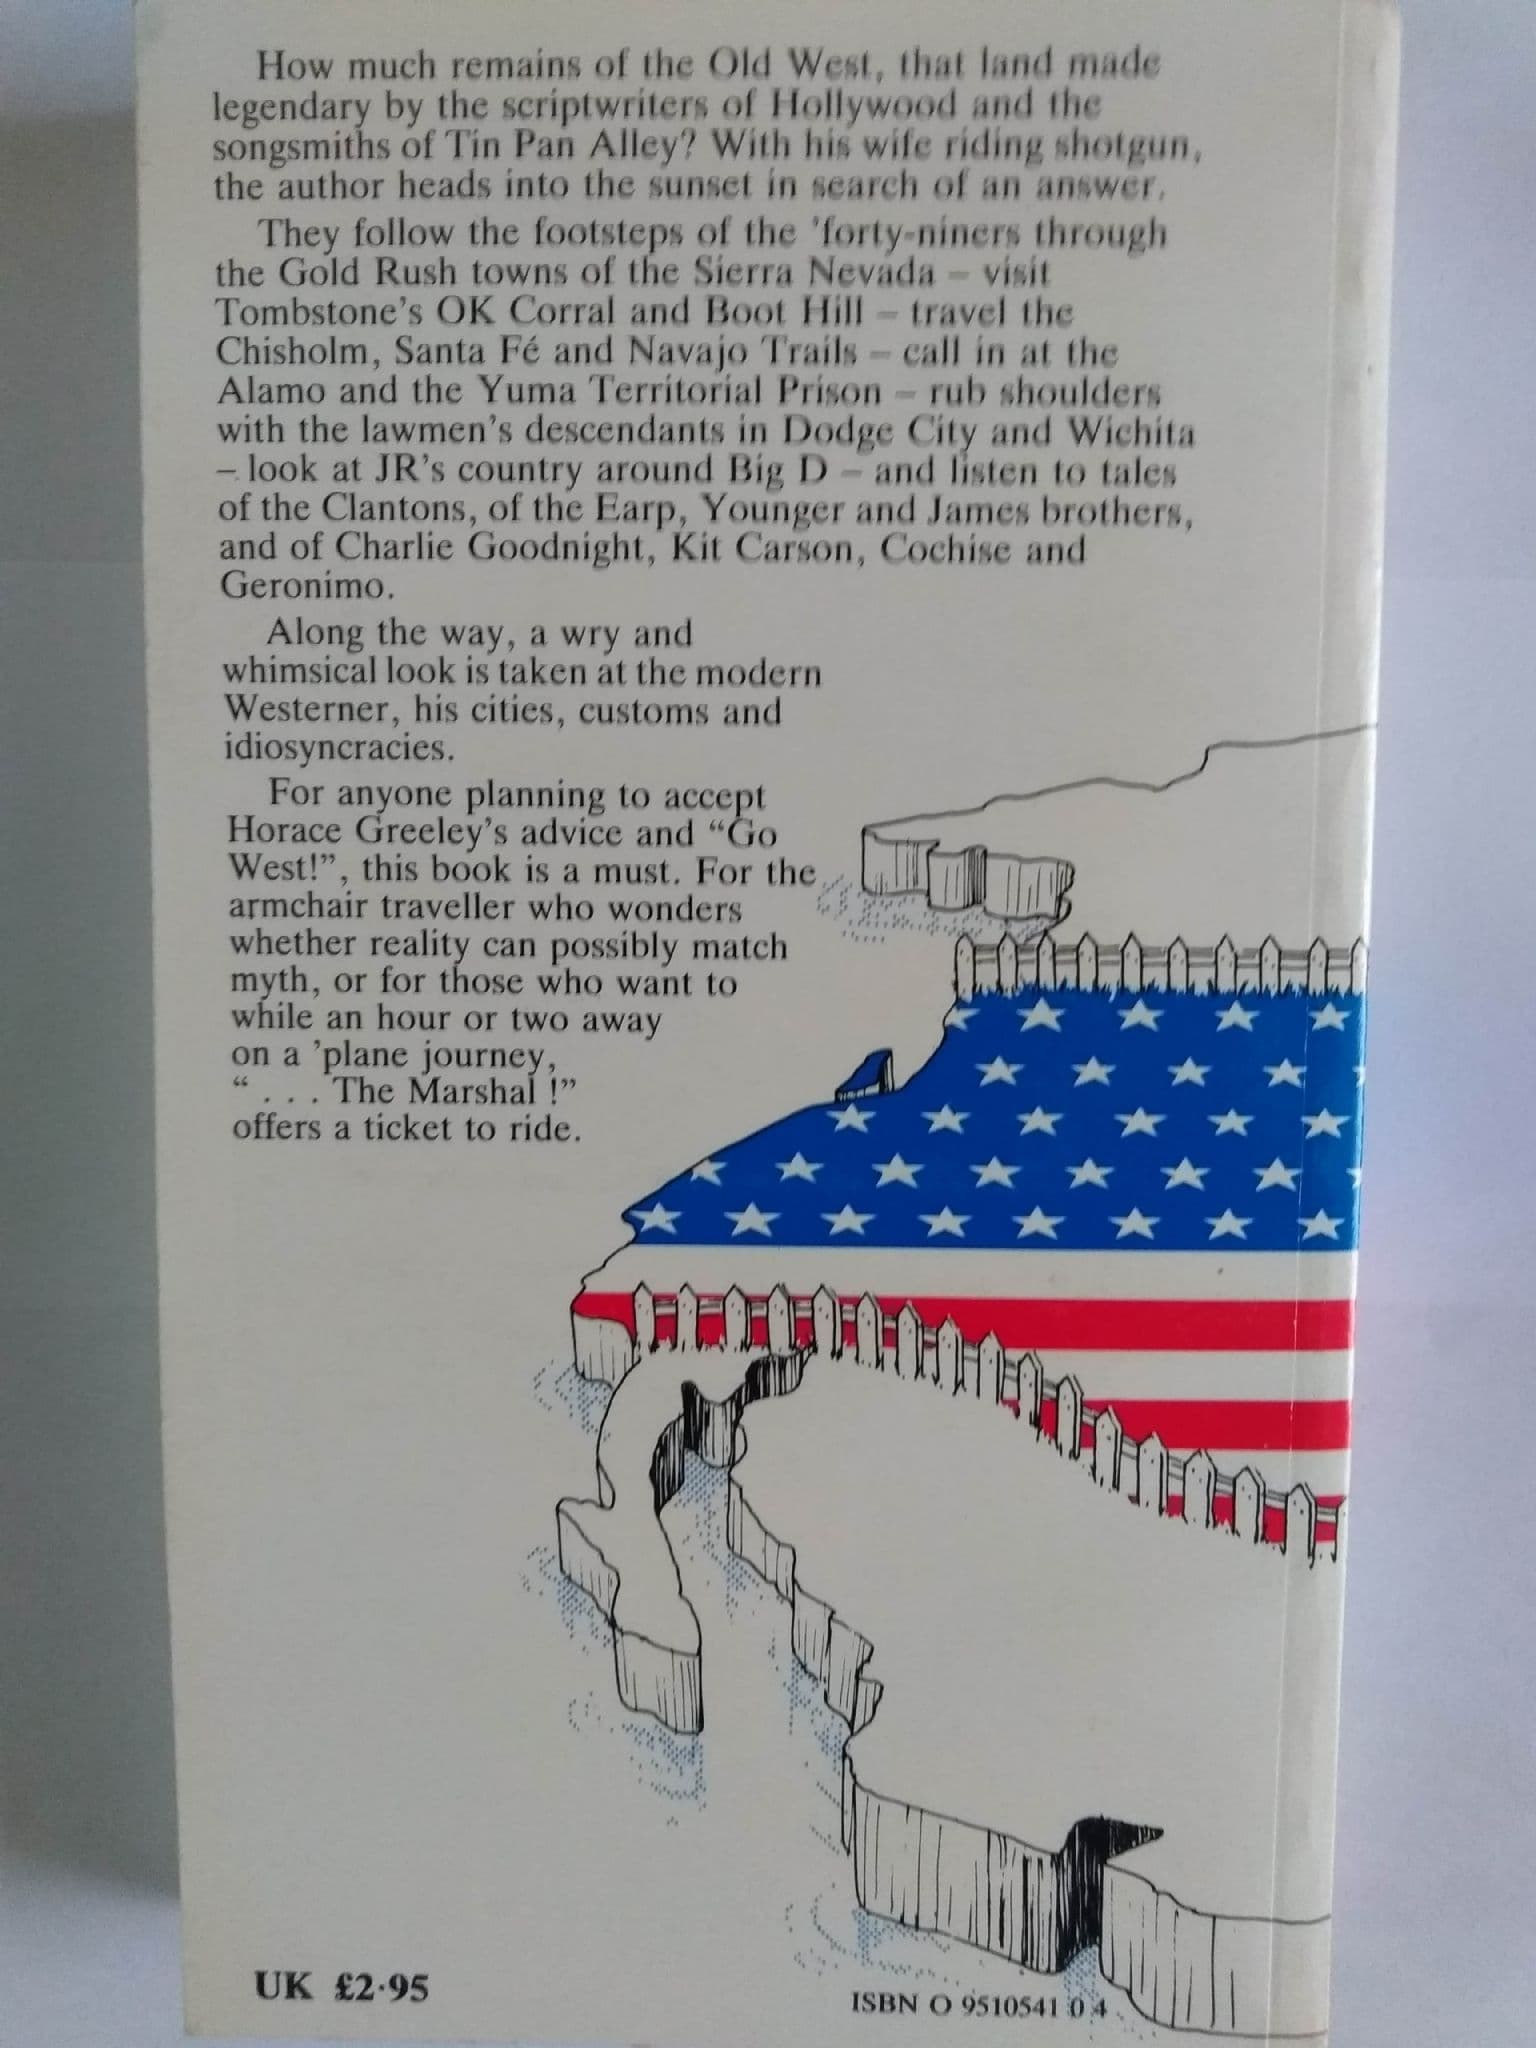 How much remains of the Old West, that land made
legendary by the scriptwriters of Hollywood and the
songsmiths of Tin Pan Alley? With his wife riding shotgun,
the author heads into the sunset in search of an answer.
They follow the footsteps of the 'forty-niners through
the Gold Rush towns of the Sierra Nevada – visit
Tombstone's OK Corral and Boot Hill – travel the
Chisholm, Santa Fé and Navajo Trails – call in at the
Alamo and the Yuma Territorial Prison – rub shoulders
with the lawmen's descendants in Dodge City and Wichita
– look at JR's country around Big D – and listen to tales
of the Clantons, of the Earp, Younger and James brothers,
and of Charlie Goodnight, Kit Carson, Cochise and
Geronimo.
Along the way, a wry and
whimsical look is taken at the modern
Westerner, his cities, customs and
idiosyncracies.
For anyone planning to accept
Horace Greeley's advice and “Go
West!”, this book is a must. For the
armchair traveller who wonders
whether reality can possibly match
myth, or for those who want to
while an hour or two away
on a 'plane journey,
“ . . . The Marshal !”
offers a ticket to ride.
UK £2·95
ISBN O 9510541 0 4